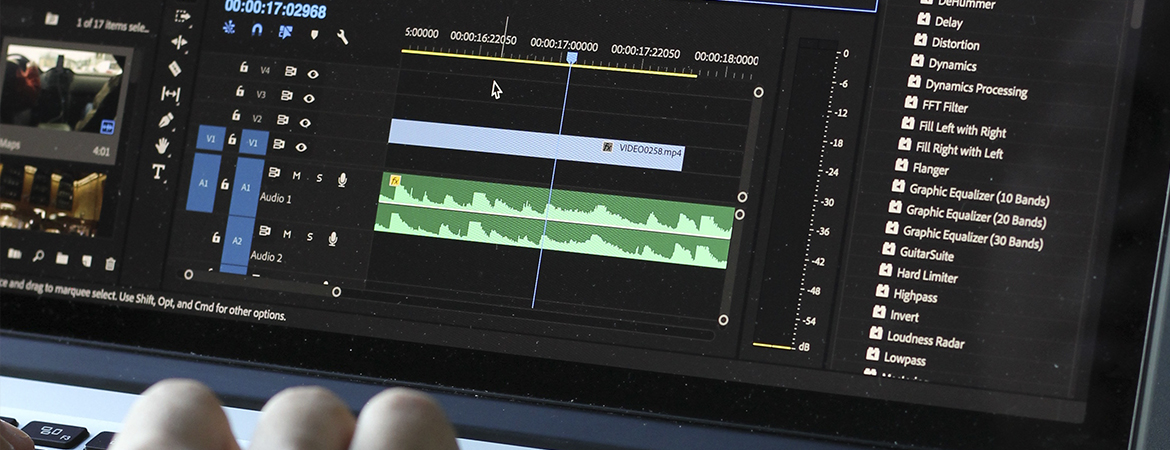 1 of 17 items sele...
Maps
4:01
00:00:17:02968
5:00000 00:00:16:22050 00:00:17:00000 00:00:17:22050 00:00:18:0000
V4
V3
V2
V1 V1
A1 A1 M S
Audio 1
A2 M S
Audio 2
fx VIDEO0258.mp4
fx
T
ce and drag to marquee select. Use Shift, Opt, and Cmd for other options.
0
-6
-12
-18
-24
-30
-36
-42
-48
-54
dB
DeHummer
Delay
Distortion
Dynamics
Dynamics Processing
FFT Filter
Fill Left with Right
Fill Right with Left
Flanger
Graphic Equalizer (10 Bands)
Graphic Equalizer (20 Bands)
Graphic Equalizer (30 Bands)
GuitarSuite
Hard Limiter
Highpass
Invert
Loudness Radar
Lowpass
F3